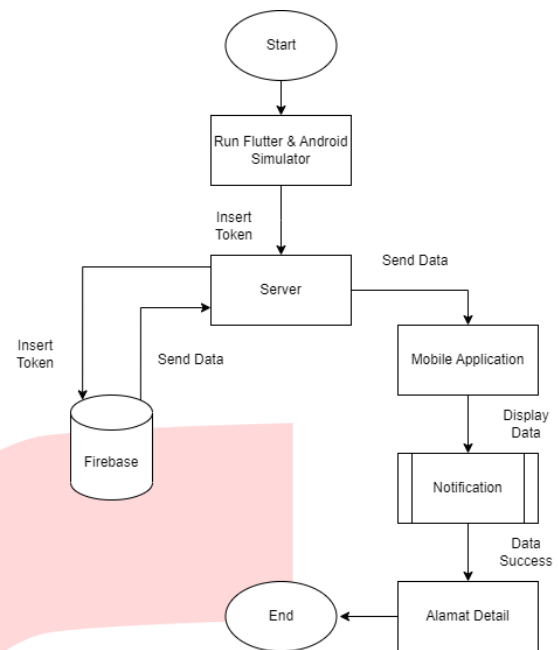 Start
Run Flutter & Android
Simulator
Insert
Token
Server
Send Data
Insert
Token
Send Data
Mobile Application
Display
Data
Firebase
Notification
Data
Success
End
Alamat Detail